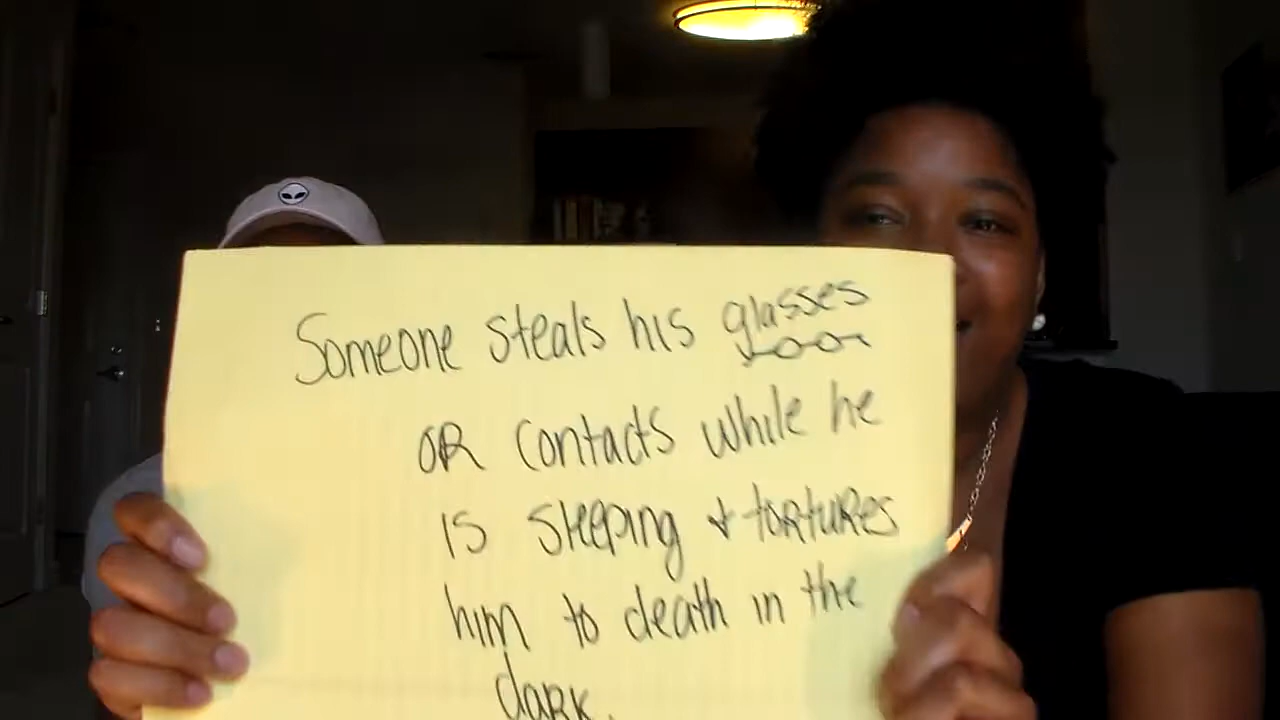 Someone steals his glasses
OR contacts while he
is sleeping & tortures
him to death in the
dark.